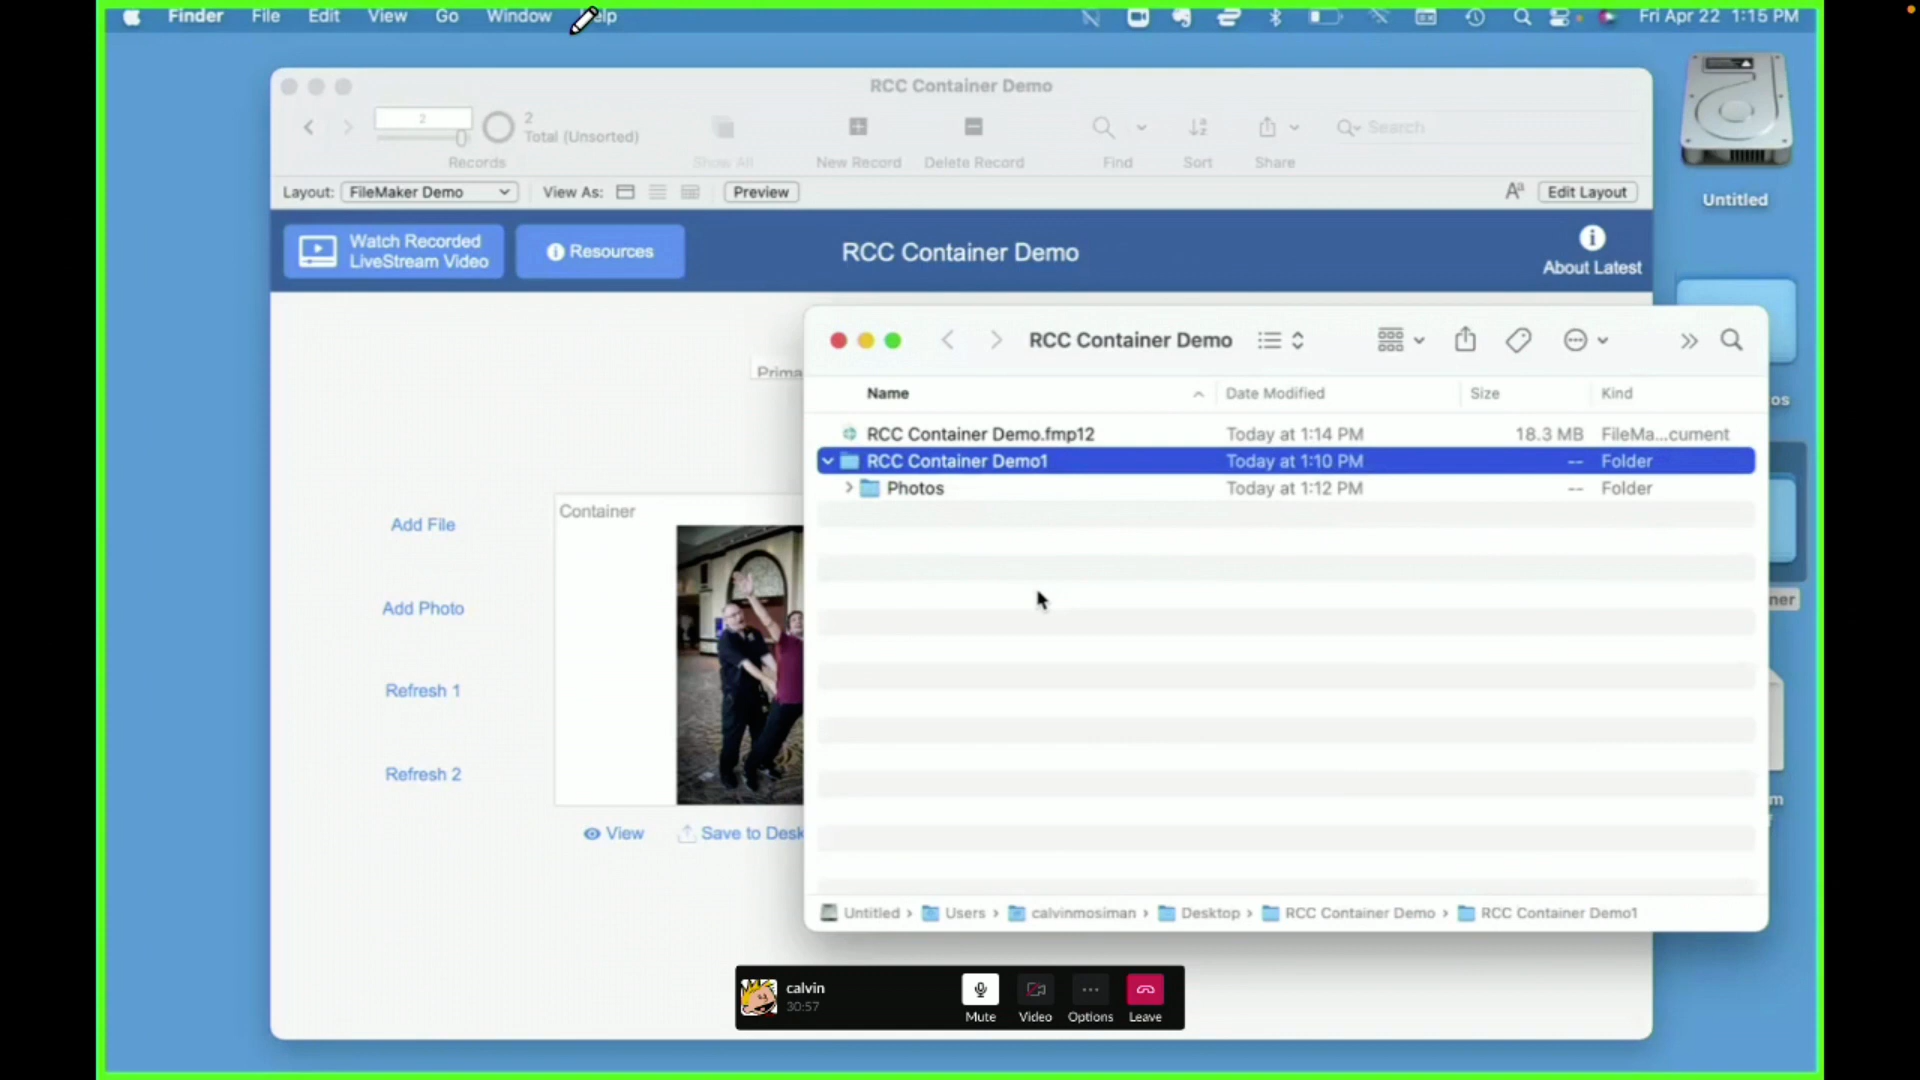 Finder File Edit View Go Window Help
Fri Apr 22 1:15 PM
RCC Container Demo
2
2
Total (Unsorted)
Search
Records
Show All
New Record
Delete Record
Find
Sort
Share
Layout: FileMaker Demo
View As:
Preview
Edit Layout
Untitled
Watch Recorded
LiveStream Video
Resources
RCC Container Demo
About Latest
Prima
RCC Container Demo
Name Date Modified Size Kind
RCC Container Demo.fmp12 Today at 1:14 PM 18.3 MB FileMa...cument
RCC Container Demo1 Today at 1:10 PM -- Folder
Photos Today at 1:12 PM -- Folder
os
ner
m
Container
Add File
Add Photo
Refresh 1
Refresh 2
View
Save to Desk
Untitled › Users › calvinmosiman › Desktop › RCC Container Demo › RCC Container Demo1
calvin
30:57
Mute
Video
Options
Leave